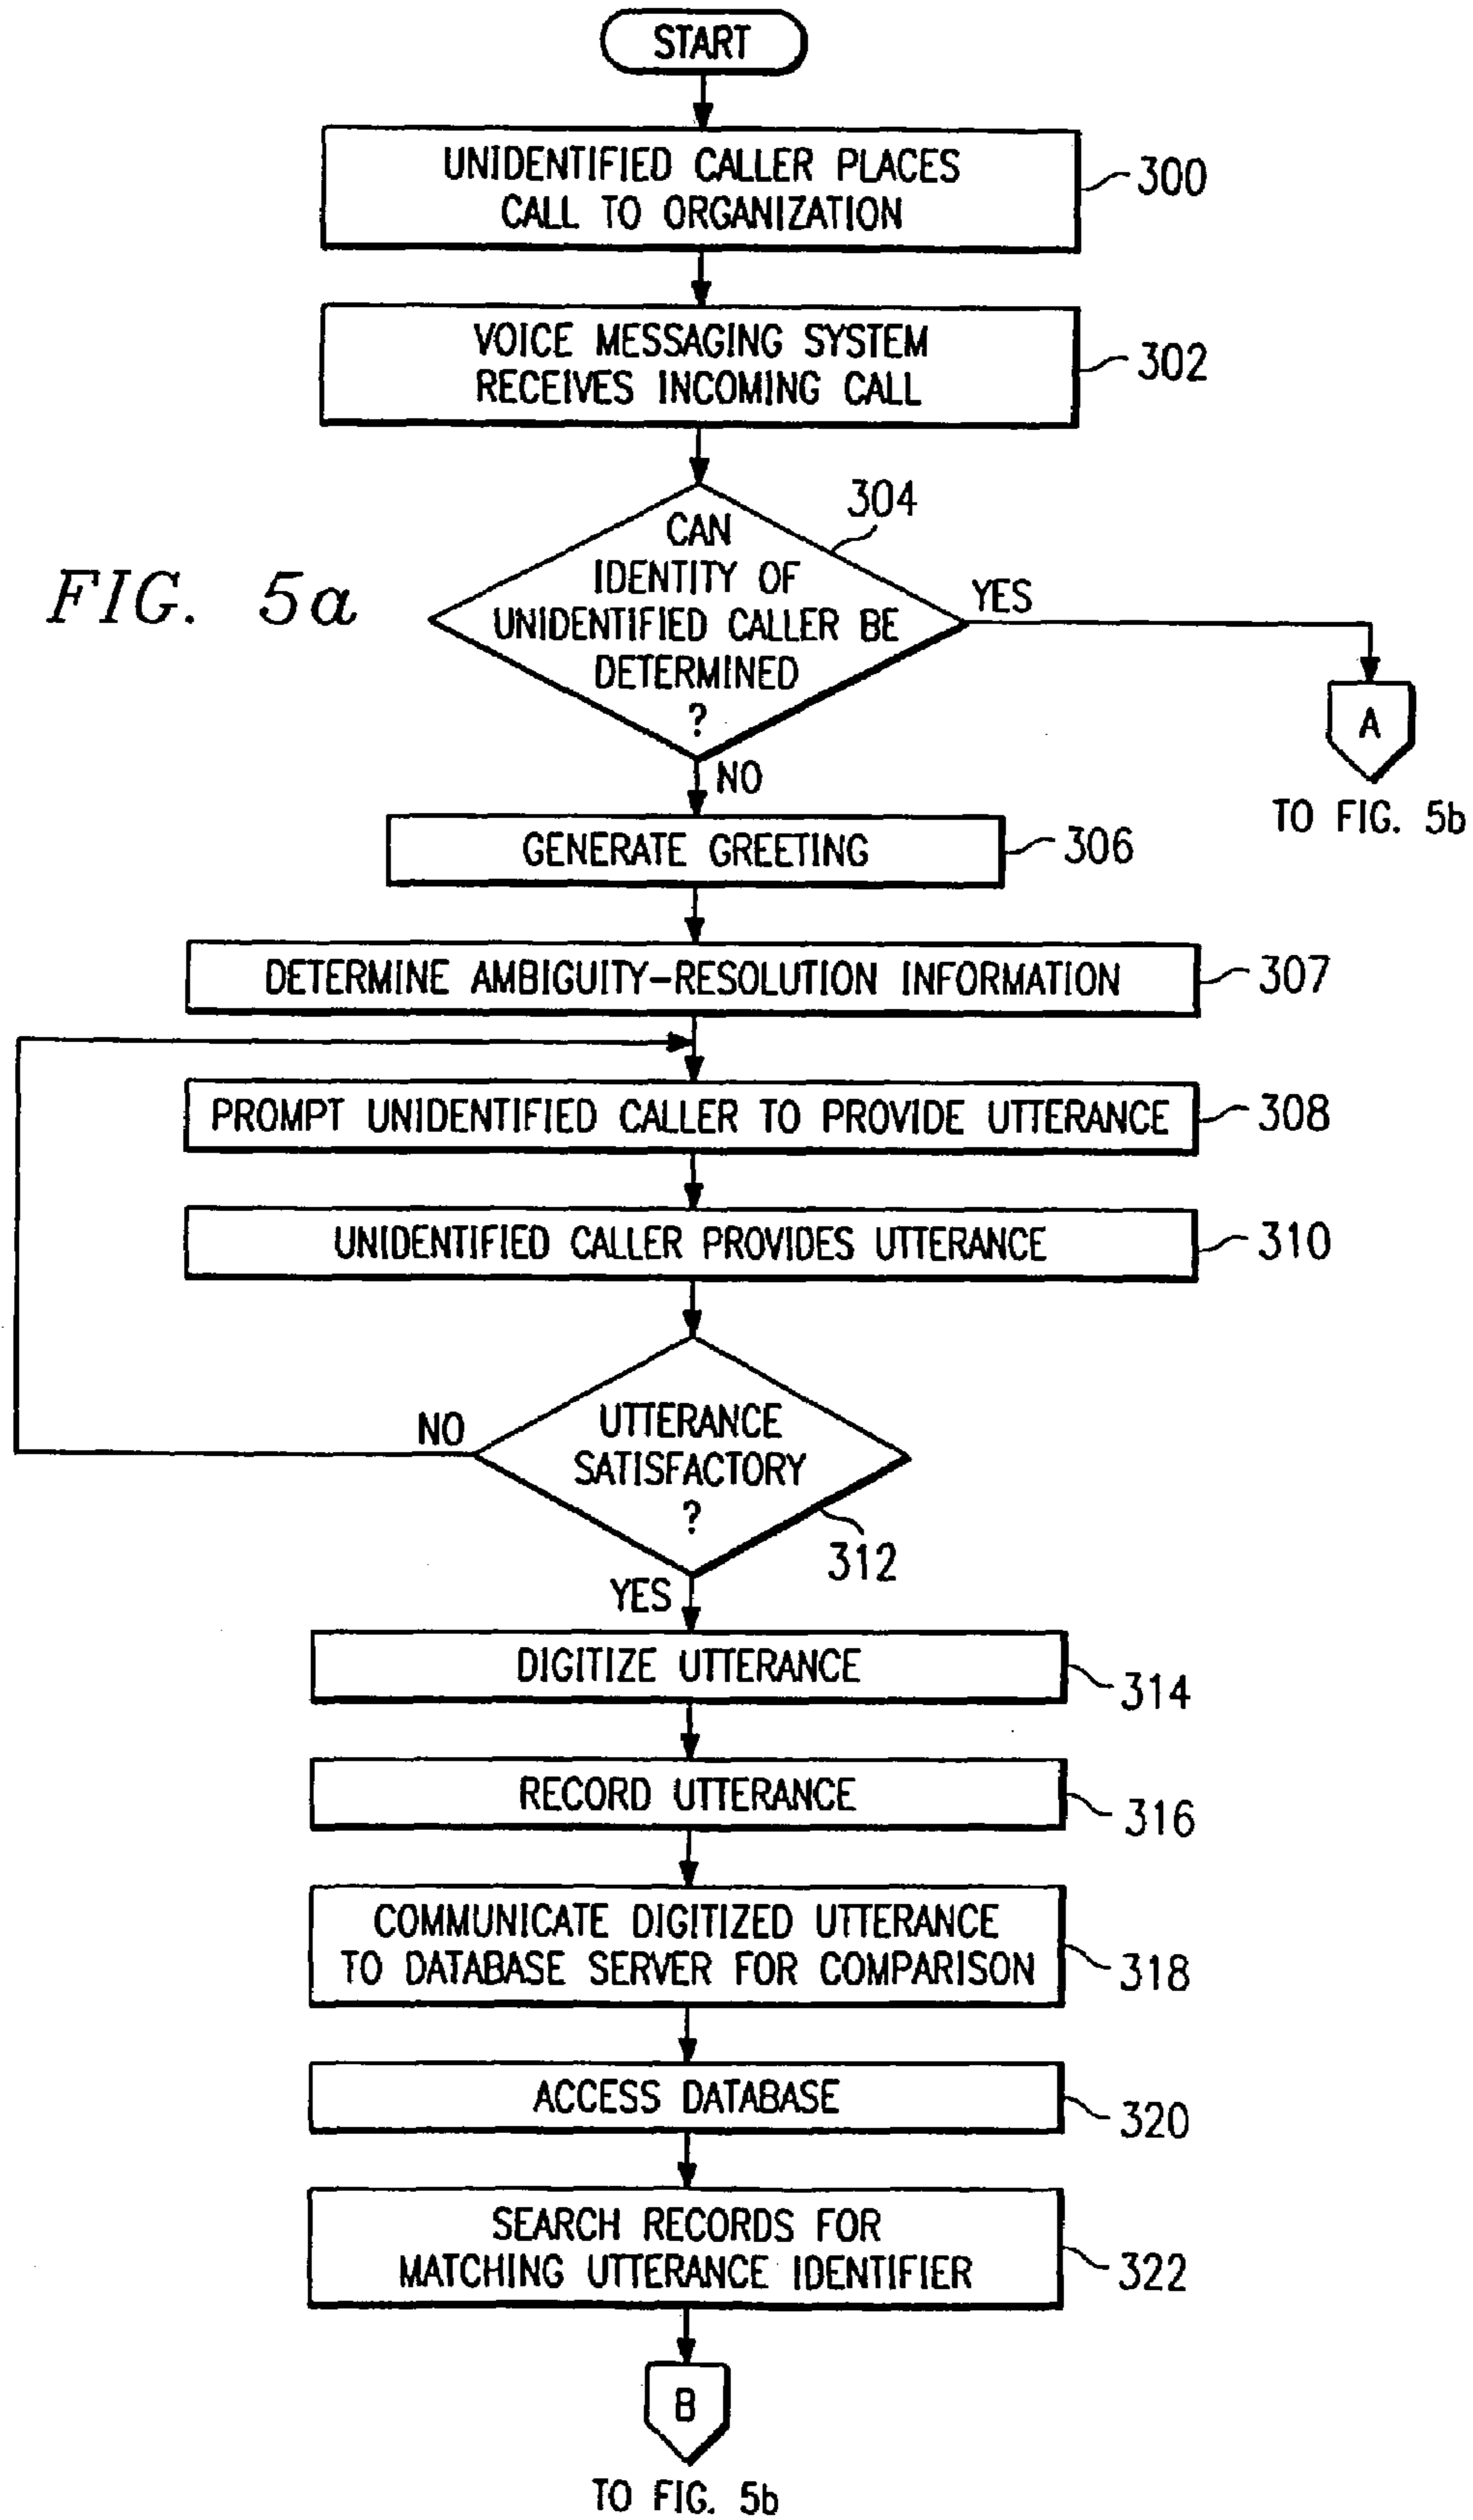 START
UNIDENTIFIED CALLER PLACES
CALL TO ORGANIZATION
300
VOICE MESSAGING SYSTEM
RECEIVES INCOMING CALL
302
304
CAN
IDENTITY OF
UNIDENTIFIED CALLER BE
DETERMINED
?
FIG. 5a
YES
A
TO FIG. 5b
NO
GENERATE GREETING
306
DETERMINE AMBIGUITY-RESOLUTION INFORMATION
307
PROMPT UNIDENTIFIED CALLER TO PROVIDE UTTERANCE
308
UNIDENTIFIED CALLER PROVIDES UTTERANCE
310
NO
UTTERANCE
SATISFACTORY
?
312
YES
DIGITIZE UTTERANCE
314
RECORD UTTERANCE
316
COMMUNICATE DIGITIZED UTTERANCE
TO DATABASE SERVER FOR COMPARISON
318
ACCESS DATABASE
320
SEARCH RECORDS FOR
MATCHING UTTERANCE IDENTIFIER
322
B
TO FIG. 5b